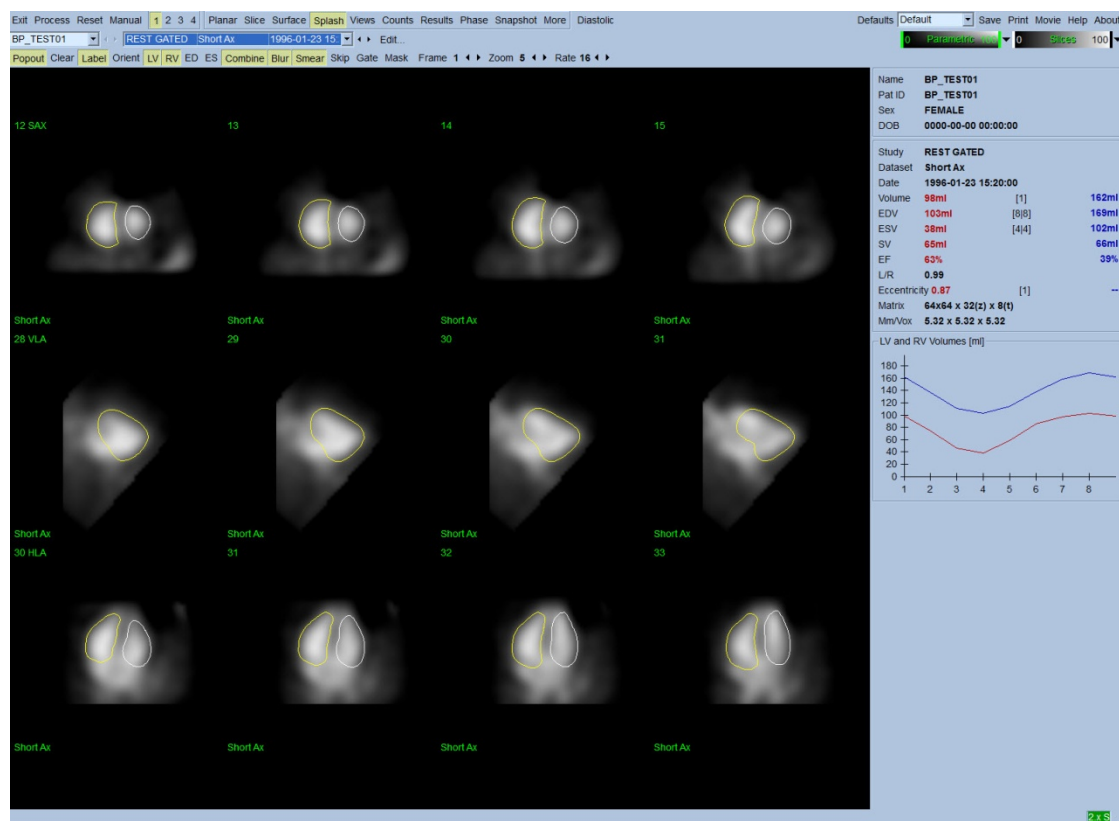 Exit Process Reset Manual 1 2 3 4 Planar Slice Surface Splash Views Counts Results Phase Snapshot More Diastolic Defaults Default Save Print Movie Help About
BP_TEST01 REST GATED Short Ax 1996-01-23 15: Edit... 0 Parametric 100 0 Slices 100
Popout Clear Label Orient LV RV ED ES Combine Blur Smear Skip Gate Mask Frame 1 Zoom 5 Rate 16
12 SAX 13 14 15
Short Ax Short Ax Short Ax Short Ax
28 VLA 29 30 31
Short Ax Short Ax Short Ax Short Ax
30 HLA 31 32 33
Short Ax Short Ax Short Ax Short Ax
Name BP_TEST01
Pat ID BP_TEST01
Sex FEMALE
DOB 0000-00-00 00:00:00
Study REST GATED
Dataset Short Ax
Date 1996-01-23 15:20:00
Volume 98ml [1] 162ml
EDV 103ml [8|8] 169ml
ESV 38ml [4|4] 102ml
SV 65ml 66ml
EF 63% 39%
L/R 0.99
Eccentricity 0.87 [1] --
Matrix 64x64 x 32(z) x 8(t)
Mm/Vox 5.32 x 5.32 x 5.32
LV and RV Volumes [ml]
180
160
140
120
100
80
60
40
20
0
1 2 3 4 5 6 7 8
2 x S